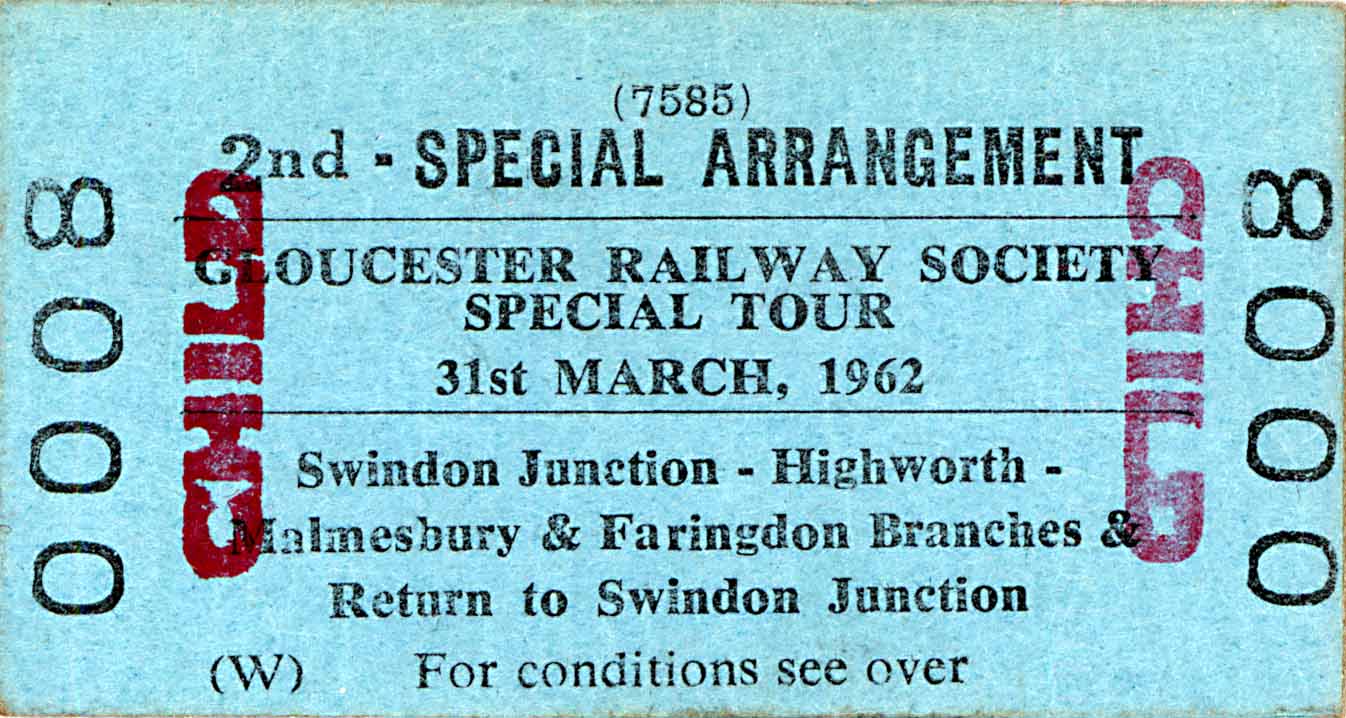 (7585)
2nd - SPECIAL ARRANGEMENT
GLOUCESTER RAILWAY SOCIETY
SPECIAL TOUR
31st MARCH, 1962
Swindon Junction - Highworth -
Malmesbury & Faringdon Branches &
Return to Swindon Junction
(W) For conditions see over
0008
CHILD
CHILD
0008